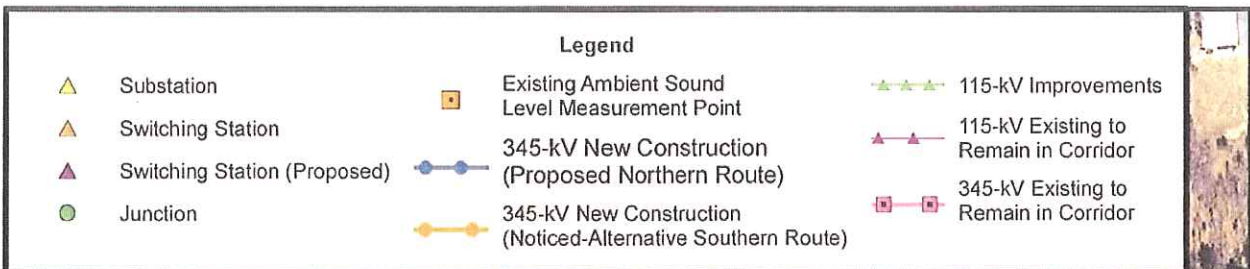 Legend
Substation
Switching Station
Switching Station (Proposed)
Junction
Existing Ambient Sound
Level Measurement Point
345-kV New Construction
(Proposed Northern Route)
345-kV New Construction
(Noticed-Alternative Southern Route)
115-kV Improvements
115-kV Existing to
Remain in Corridor
345-kV Existing to
Remain in Corridor